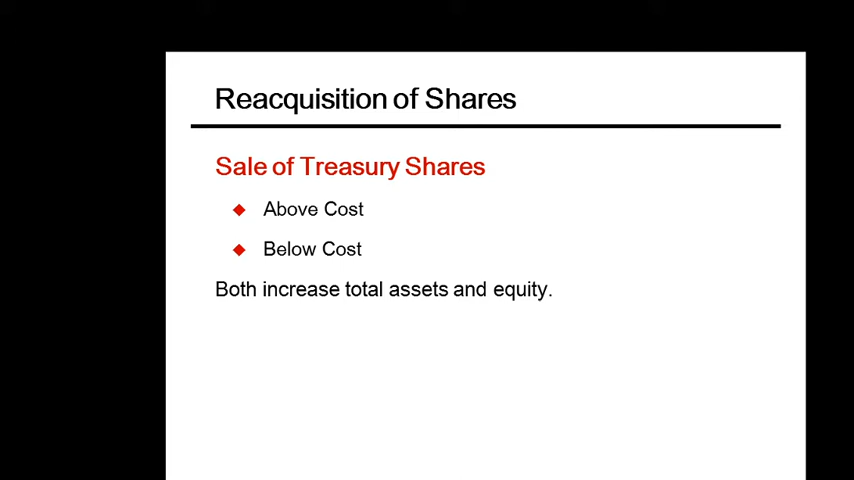 Reacquisition of Shares
Sale of Treasury Shares
Above Cost
Below Cost
Both increase total assets and equity.